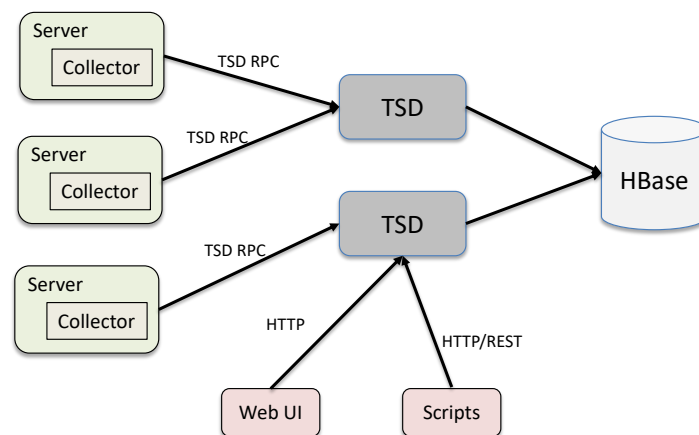 Server
Collector
TSD RPC
TSD
Server
Collector
TSD RPC
HBase
TSD
Server
Collector
TSD RPC
HTTP
HTTP/REST
Web UI
Scripts